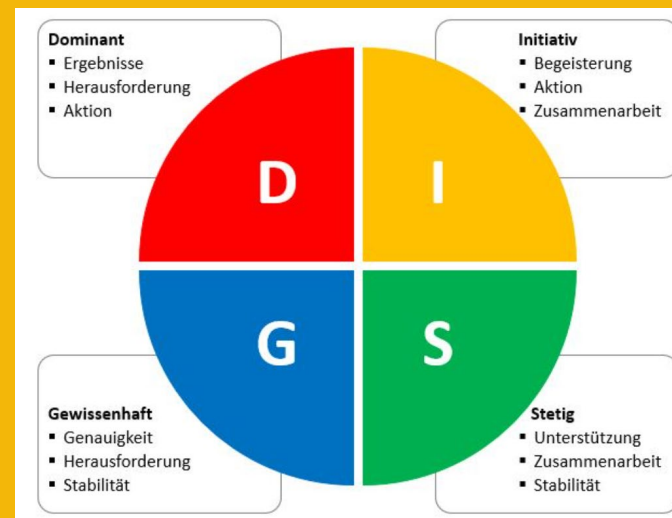 Dominant
▪ Ergebnisse
▪ Herausforderung
▪ Aktion
Initiativ
▪ Begeisterung
▪ Aktion
▪ Zusammenarbeit
D
I
G
S
Gewissenhaft
▪ Genauigkeit
▪ Herausforderung
▪ Stabilität
Stetig
▪ Unterstützung
▪ Zusammenarbeit
▪ Stabilität